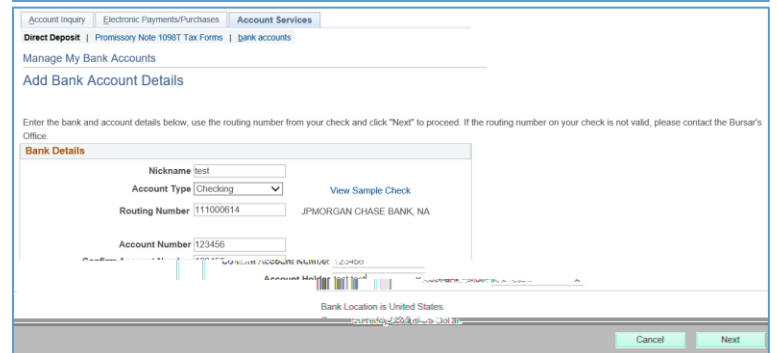 Account Inquiry Electronic Payments/Purchases Account Services
Direct Deposit | Promissory Note 1098T Tax Forms | bank accounts
Manage My Bank Accounts
Add Bank Account Details
Enter the bank and account details below, use the routing number from your check and click "Next" to proceed. If the routing number on your check is not valid, please contact the Bursar's
Office.
Bank Details
Nickname test
Account Type Checking View Sample Check
Routing Number 111000614 JPMORGAN CHASE BANK, NA
Account Number 123456
Account Number 123456
Account Holder
Bank Location is United States.
Cancel Next